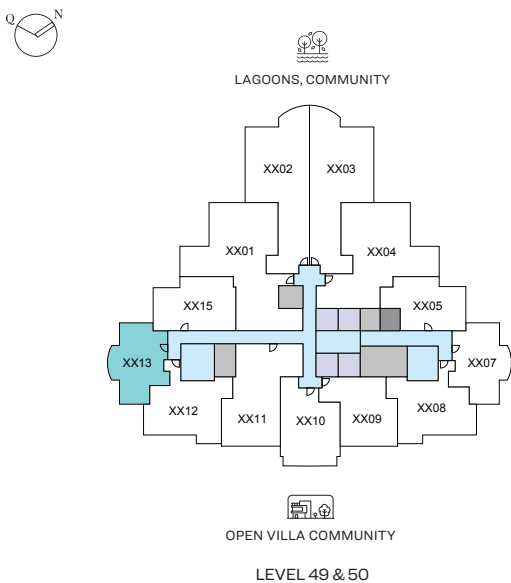 Q N
LAGOONS, COMMUNITY
XX02 XX03
XX01 XX04
XX15 XX05
XX13 XX07
XX12 XX11 XX10 XX09 XX08
OPEN VILLA COMMUNITY
LEVEL 49 & 50